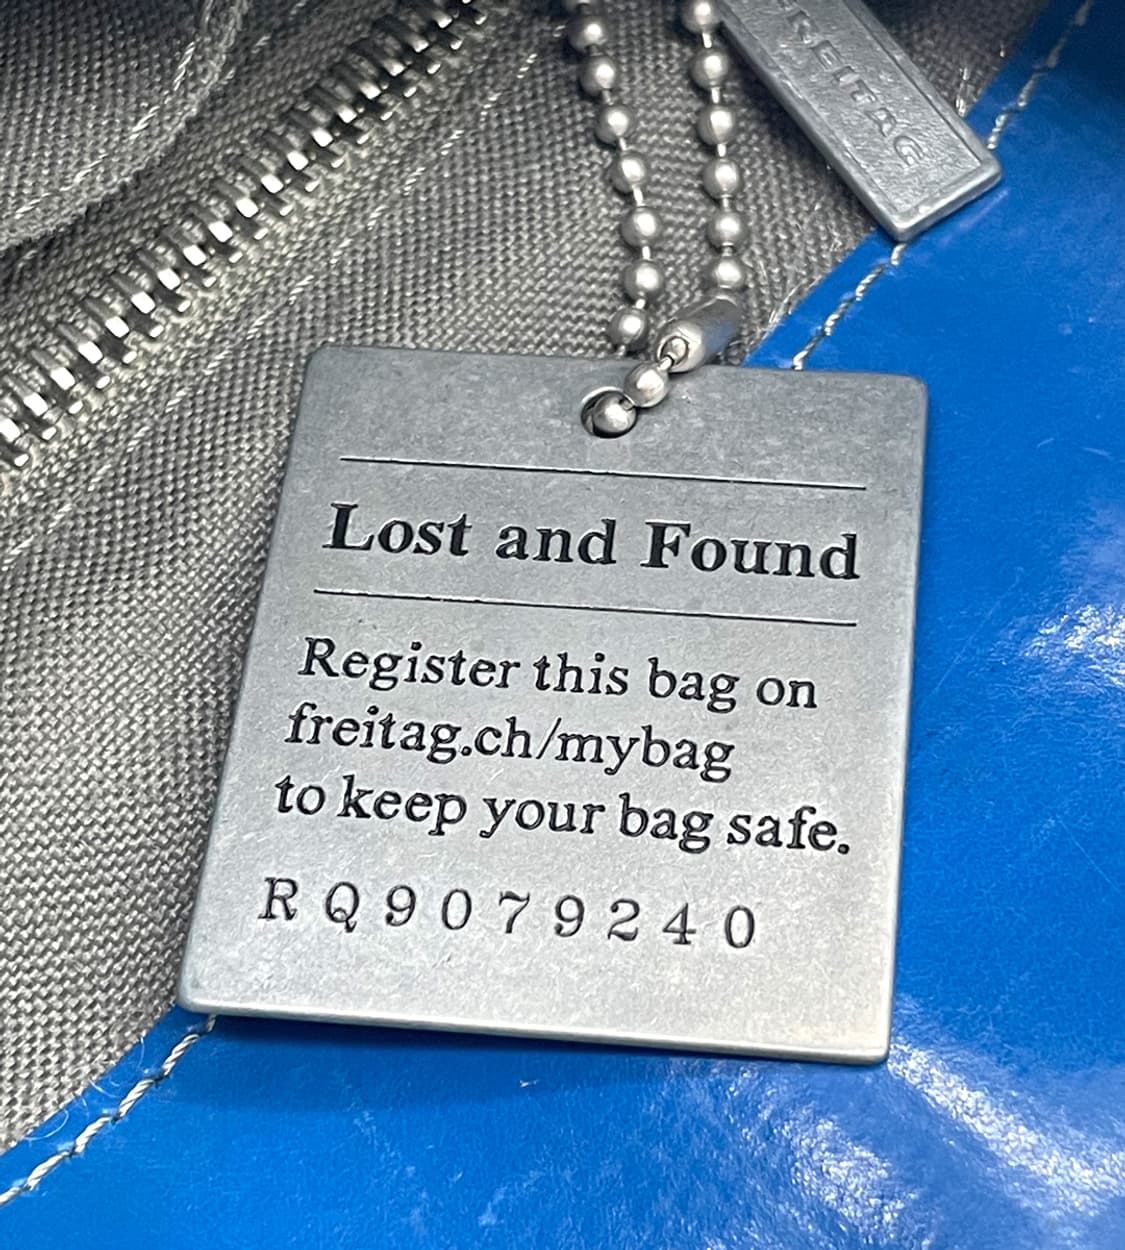 FREITAG
Lost and Found
Register this bag on
freitag.ch/mybag
to keep your bag safe.
RQ9079240